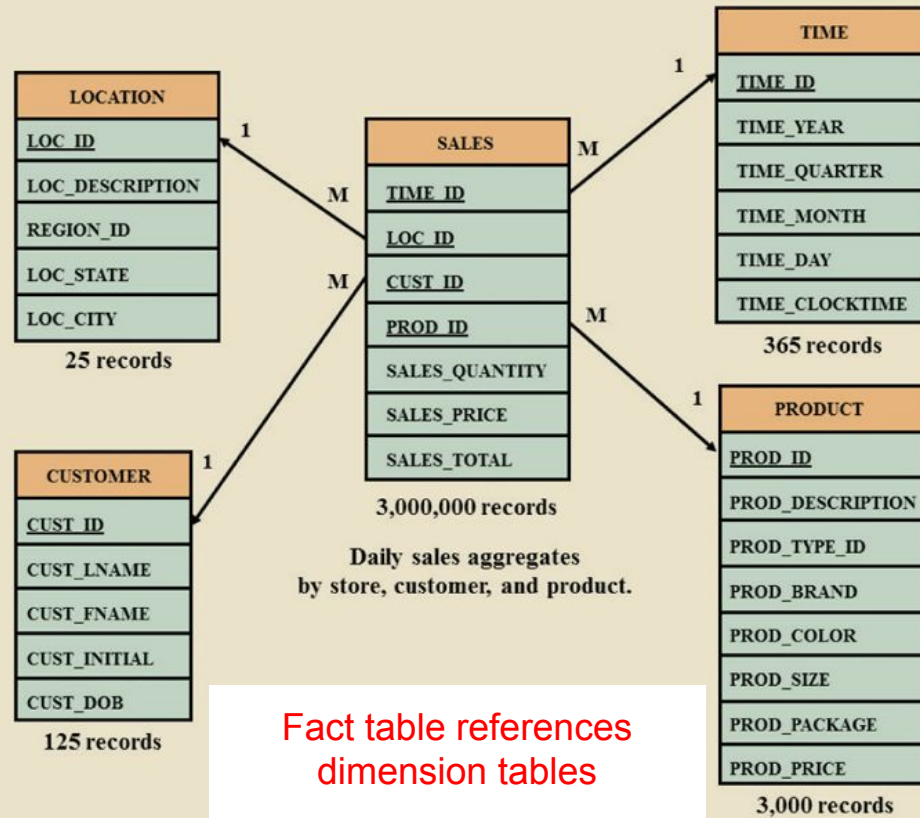 LOCATION
LOC_ID
LOC_DESCRIPTION
REGION_ID
LOC_STATE
LOC_CITY
25 records
1
M
SALES
TIME_ID
LOC_ID
CUST_ID
PROD_ID
SALES_QUANTITY
SALES_PRICE
SALES_TOTAL
3,000,000 records
Daily sales aggregates
by store, customer, and product.
M
1
TIME
TIME_ID
TIME_YEAR
TIME_QUARTER
TIME_MONTH
TIME_DAY
TIME_CLOCKTIME
365 records
M
1
CUSTOMER
CUST_ID
CUST_LNAME
CUST_FNAME
CUST_INITIAL
CUST_DOB
125 records
M
1
PRODUCT
PROD_ID
PROD_DESCRIPTION
PROD_TYPE_ID
PROD_BRAND
PROD_COLOR
PROD_SIZE
PROD_PACKAGE
PROD_PRICE
3,000 records
Fact table references
dimension tables